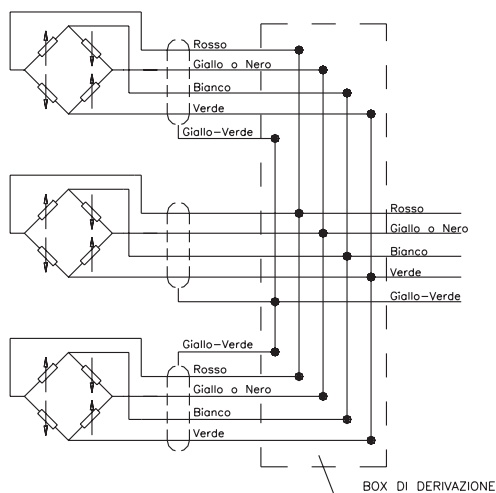 Rosso
Giallo o Nero
Bianco
Verde
Giallo-Verde
Rosso
Giallo o Nero
Bianco
Verde
Giallo-Verde
Giallo-Verde
Rosso
Giallo o Nero
Bianco
Verde
BOX DI DERIVAZIONE